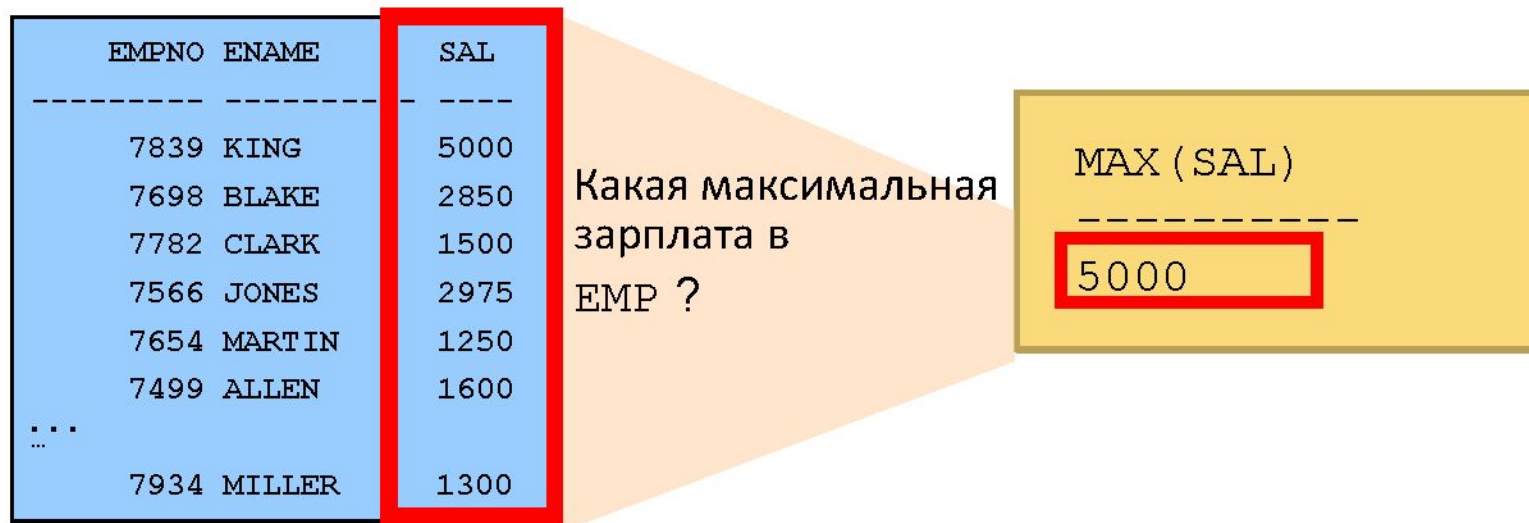 EMPNO ENAME SAL
--------- ---------- ----
7839 KING 5000
7698 BLAKE 2850
7782 CLARK 1500
7566 JONES 2975
7654 MARTIN 1250
7499 ALLEN 1600
...
...
7934 MILLER 1300
Какая максимальная
зарплата в
EMP ?
MAX(SAL)
----------
5000